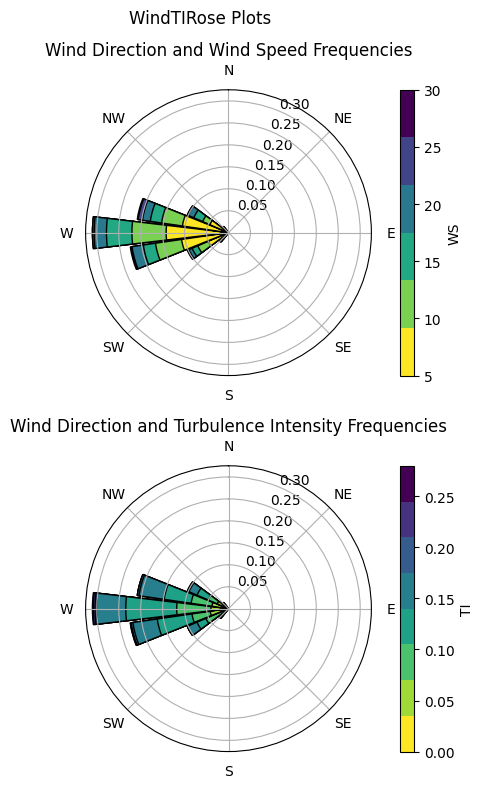 WindTIRose Plots
Wind Direction and Wind Speed Frequencies
N
NW
NE
0.30
0.25
0.20
0.15
0.10
0.05
W
E
SW
SE
S
30
25
20
15
10
5
WS
Wind Direction and Turbulence Intensity Frequencies
N
NW
NE
0.30
0.25
0.20
0.15
0.10
0.05
W
E
SW
SE
S
0.25
0.20
0.15
0.10
0.05
0.00
TI